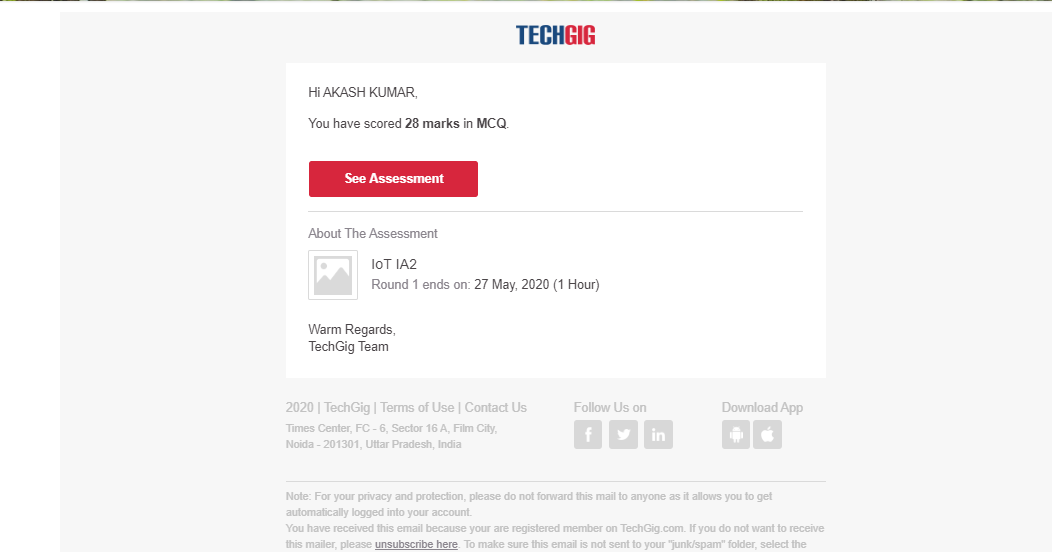 TECHGIG
Hi AKASH KUMAR,
You have scored 28 marks in MCQ.
See Assessment
About The Assessment
IoT IA2
Round 1 ends on: 27 May, 2020 (1 Hour)
Warm Regards,
TechGig Team
2020 | TechGig | Terms of Use | Contact Us
Times Center, FC - 6, Sector 16 A, Film City,
Noida - 201301, Uttar Pradesh, India
Follow Us on
Download App
Note: For your privacy and protection, please do not forward this mail to anyone as it allows you to get
automatically logged into your account.
You have received this email because your are registered member on TechGig.com. If you do not want to receive
this mailer, please unsubscribe here. To make sure this email is not sent to your "junk/spam" folder, select the